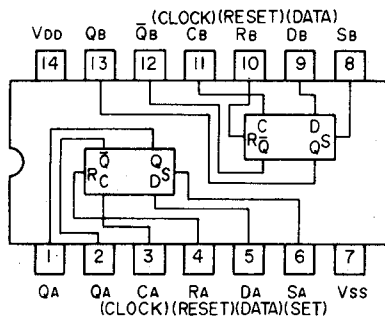 (CLOCK)(RESET)(DATA)
VDD QB Q̅B CB RB DB SB
14 13 12 11 10 9 8
C D
R S
Q̅ Q
Q̅ Q
R S
C D
1 2 3 4 5 6 7
QA QA CA RA DA SA VSS
(CLOCK)(RESET)(DATA)(SET)